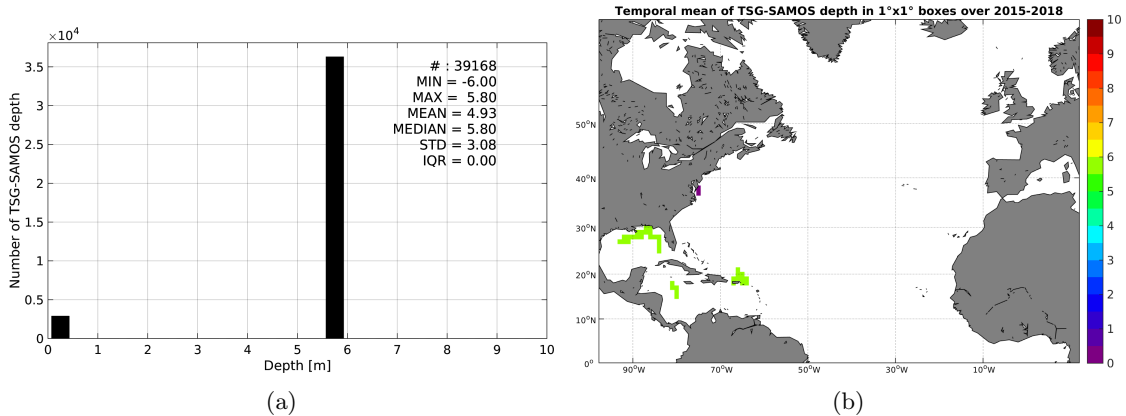 ×10⁴
3.5
3
2.5
2
1.5
1
0.5
0
0 1 2 3 4 5 6 7 8 9 10
Number of TSG-SAMOS depth
Depth [m]
# : 39168
MIN = -6.00
MAX = 5.80
MEAN = 4.93
MEDIAN = 5.80
STD = 3.08
IQR = 0.00
(a)
Temporal mean of TSG-SAMOS depth in 1°x1° boxes over 2015-2018
50°N
40°N
30°N
20°N
10°N
0°
90°W 70°W 50°W 30°W 10°W
10
9
8
7
6
5
4
3
2
1
0
(b)